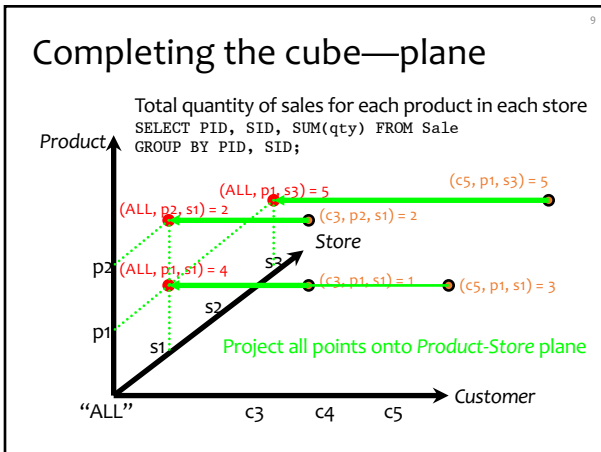 9
Completing the cube—plane
Total quantity of sales for each product in each store
SELECT PID, SID, SUM(qty) FROM Sale
GROUP BY PID, SID;
Product
(ALL, p1, s3) = 5
(c5, p1, s3) = 5
(ALL, p2, s1) = 2
(c3, p2, s1) = 2
Store
p2
(ALL, p1, s1) = 4
s3
(c3, p1, s1) = 1
(c5, p1, s1) = 3
s2
p1
s1
Project all points onto Product-Store plane
Customer
“ALL”
c3
c4
c5